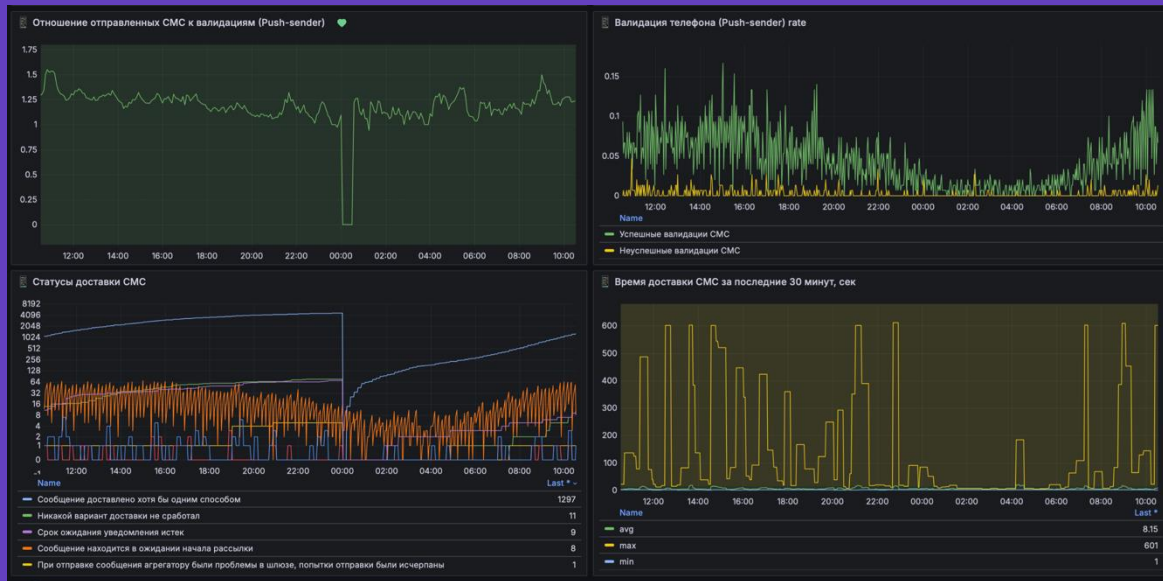 Отношение отправленных СМС к валидациям (Push-sender)
1.75
1.5
1.25
1
0.75
0.5
0.25
0
12:00 14:00 16:00 18:00 20:00 22:00 00:00 02:00 04:00 06:00 08:00 10:00
Валидация телефона (Push-sender) rate
0.15
0.1
0.05
0
12:00 14:00 16:00 18:00 20:00 22:00 00:00 02:00 04:00 06:00 08:00 10:00
Name
Успешные валидации СМС
Неуспешные валидации СМС
Статусы доставки СМС
8192
4096
2048
1024
512
256
128
64
32
16
8
4
2
1
0
-1
12:00 14:00 16:00 18:00 20:00 22:00 00:00 02:00 04:00 06:00 08:00 10:00
Name Last *
Сообщение доставлено хотя бы одним способом 1297
Никакой вариант доставки не сработал 11
Срок ожидания уведомления истек 9
Сообщение находится в ожидании начала рассылки 8
При отправке сообщения агрегатору были проблемы в шлюзе, попытки отправки были исчерпаны 1
Время доставки СМС за последние 30 минут, сек
600
500
400
300
200
100
0
12:00 14:00 16:00 18:00 20:00 22:00 00:00 02:00 04:00 06:00 08:00 10:00
Name Last *
avg 8.15
max 601
min 1